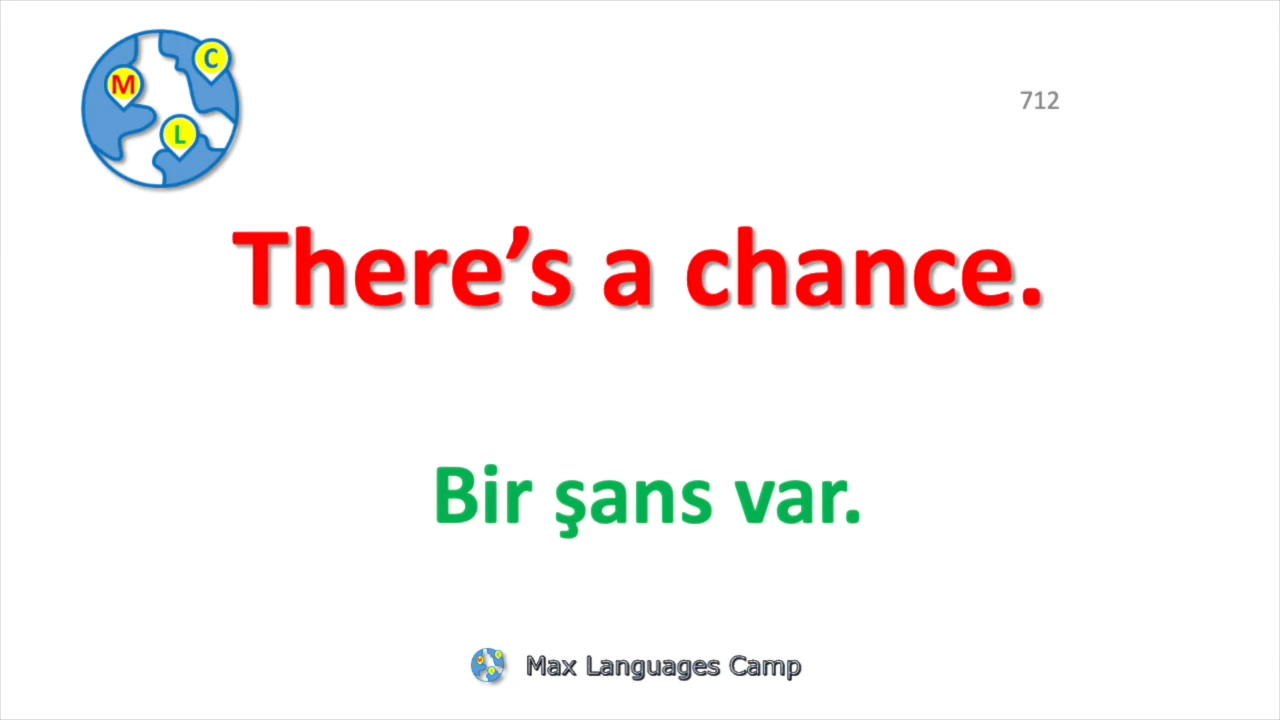 C
M
L
712
There’s a chance.
Bir şans var.
Max Languages Camp